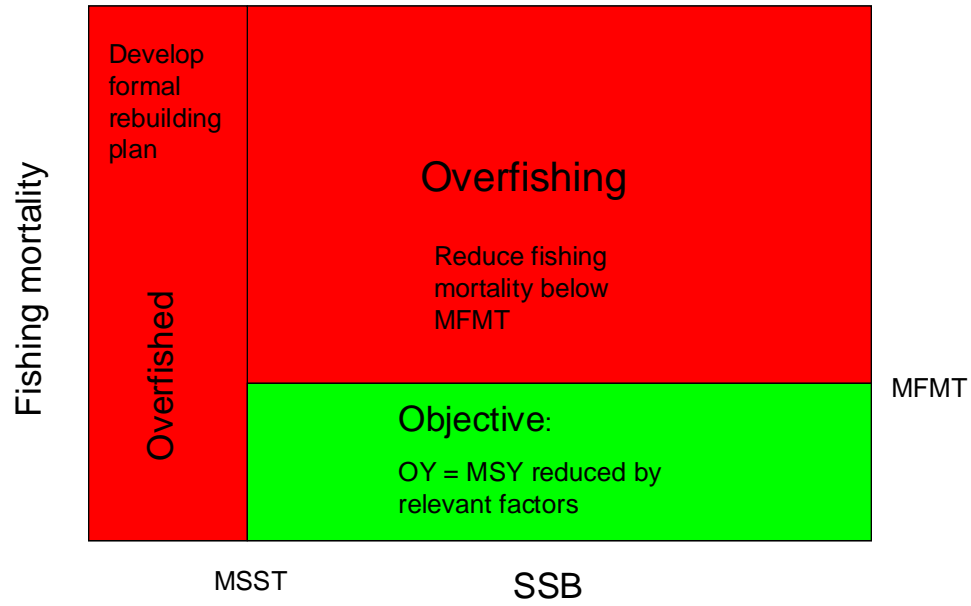 Develop
formal
rebuilding
plan
Overfishing
Reduce fishing
mortality below
MFMT
Fishing mortality
Overfished
MFMT
Objective:
OY = MSY reduced by
relevant factors
MSST
SSB